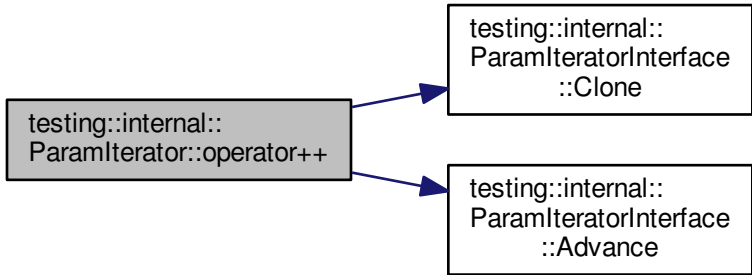 testing::internal::
ParamIterator::operator++
testing::internal::
ParamIteratorInterface
::Clone
testing::internal::
ParamIteratorInterface
::Advance